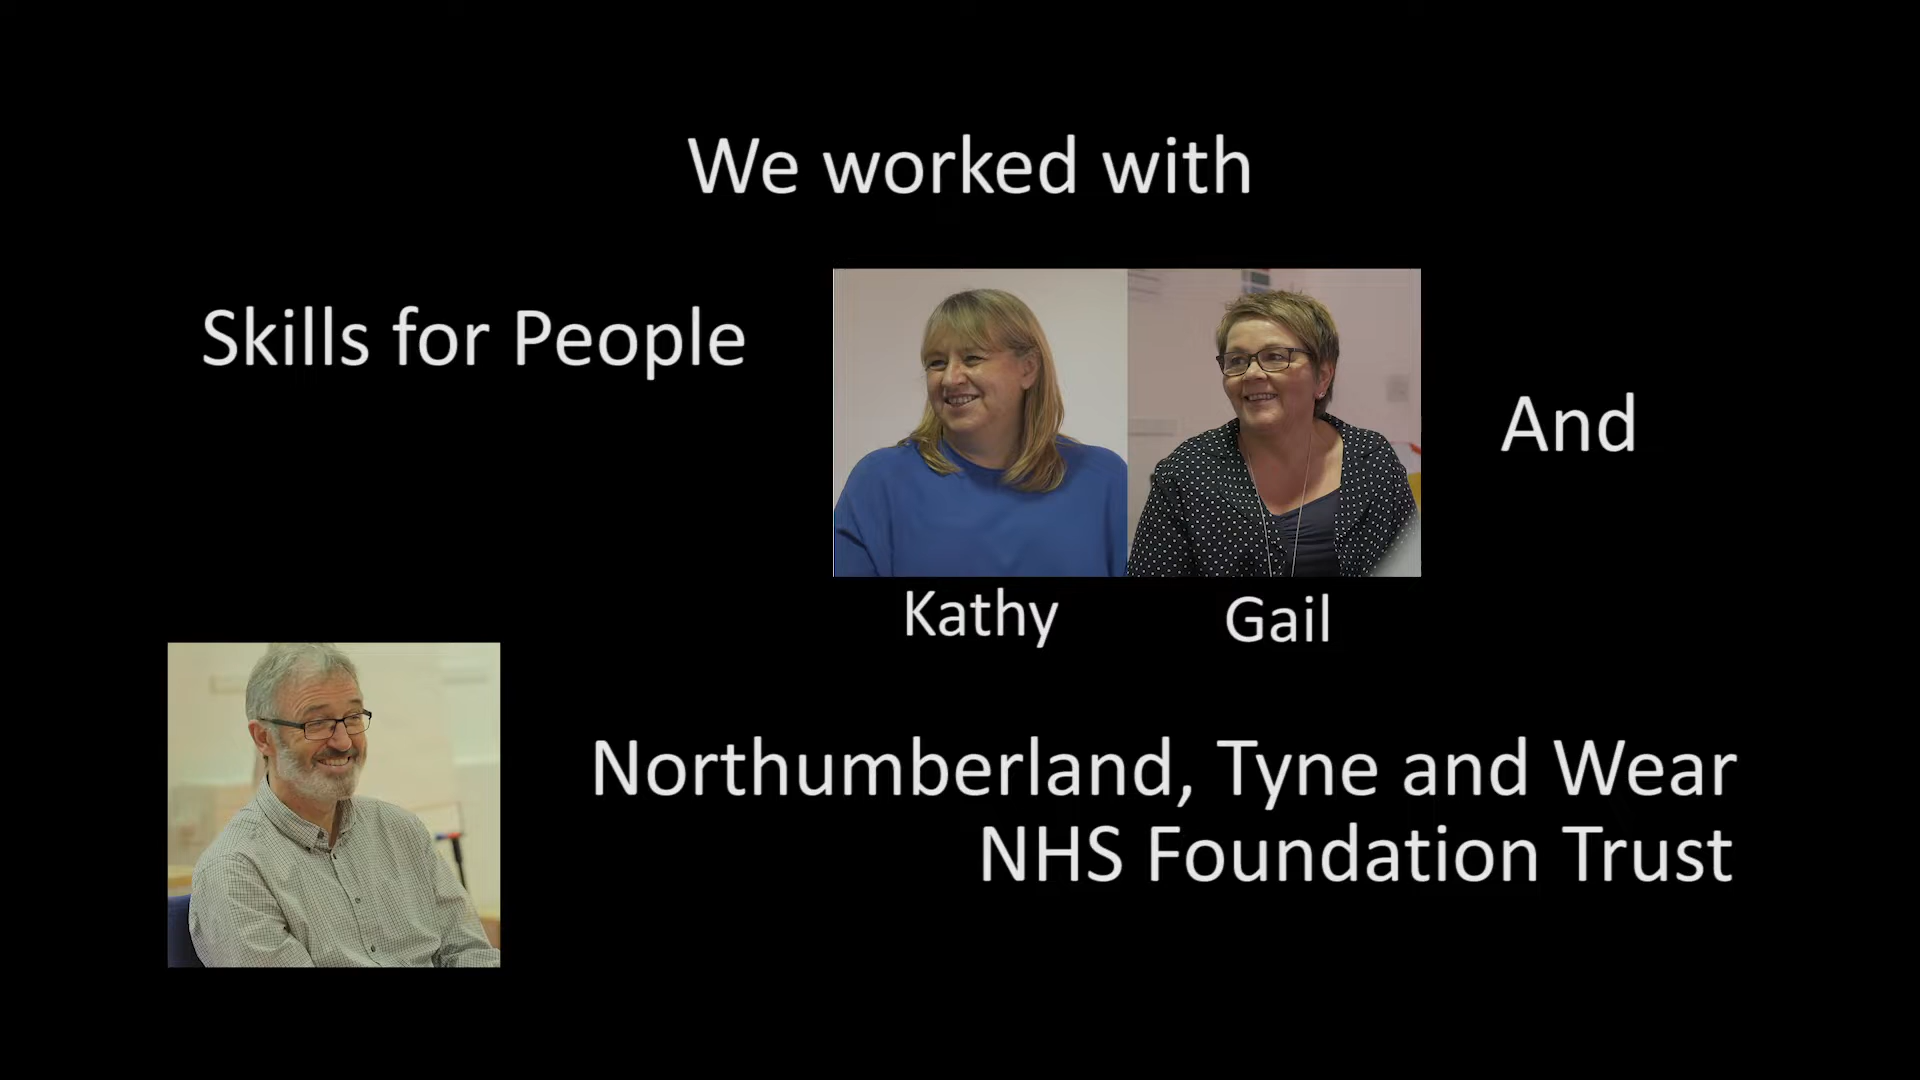 We worked with
Skills for People
And
Kathy
Gail
Northumberland, Tyne and Wear
NHS Foundation Trust